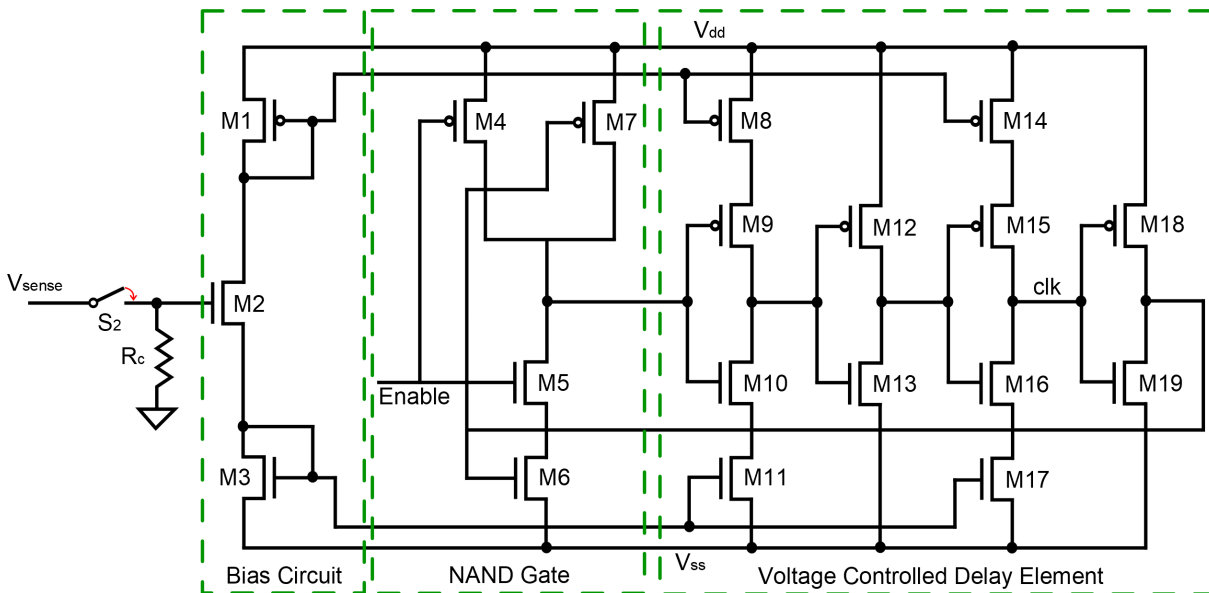 Vdd
M1
M4
M7
M8
M14
M9
M12
M15
M18
Vsense
S2
M2
clk
Rc
Enable
M5
M10
M13
M16
M19
M3
M6
M11
M17
Vss
Bias Circuit
NAND Gate
Voltage Controlled Delay Element